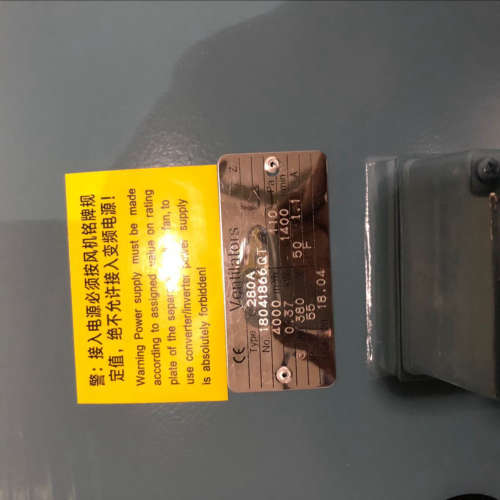 警：接入电源必须按风机铭牌规
定值，绝不允许接入变频电源！
Warning Power supply must be made
according to assigned value on rating
plate of the fan, to
use converter/inverter power supply
is absolutely forbidden!
CE Ventilators
Type 280A
No. 18041866QT
4000 110 Pa
0.37 1400
380 50 1.1 A
55 F
18.04